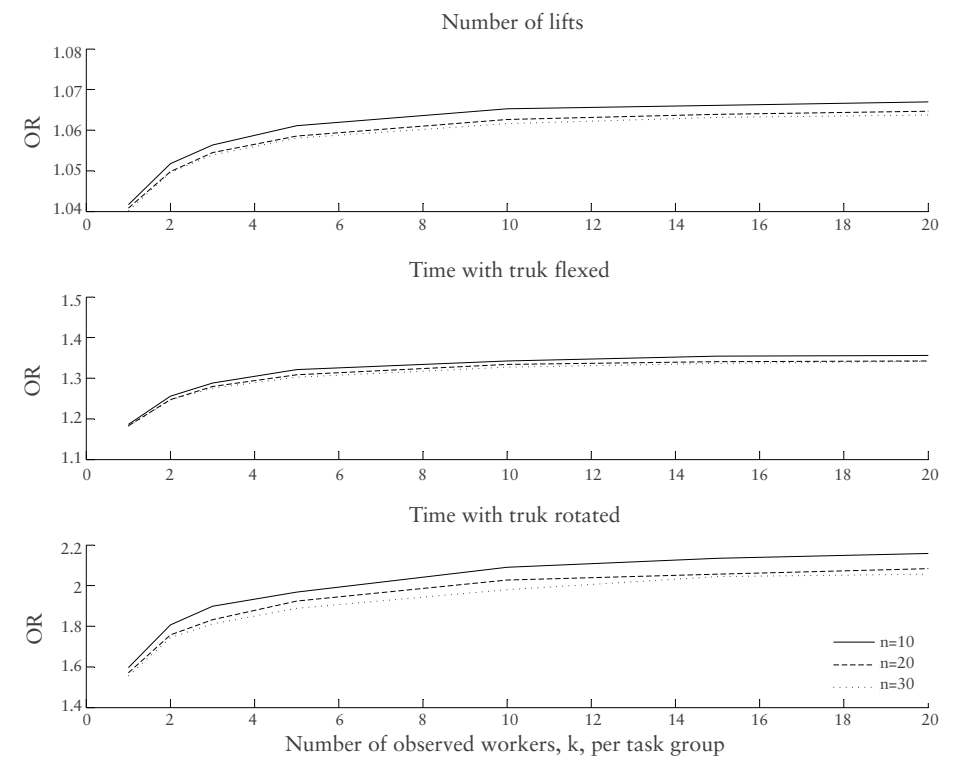 Number of lifts
1.08
1.07
1.06
1.05
1.04
OR
0 2 4 6 8 10 12 14 16 18 20
Time with truk flexed
1.5
1.4
1.3
1.2
1.1
OR
0 2 4 6 8 10 12 14 16 18 20
Time with truk rotated
2.2
2
1.8
1.6
1.4
OR
n=10
n=20
n=30
0 2 4 6 8 10 12 14 16 18 20
Number of observed workers, k, per task group